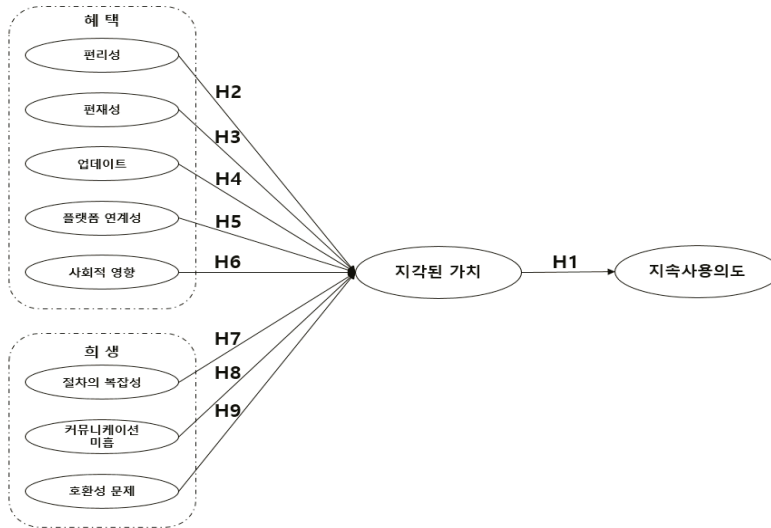 혜 택
편리성
H2
편재성
H3
업데이트
H4
플랫폼 연계성
H5
사회적 영향
H6
지각된 가치
H1
지속사용의도
희 생
H7
절차의 복잡성
H8
커뮤니케이션
미흡
H9
호환성 문제